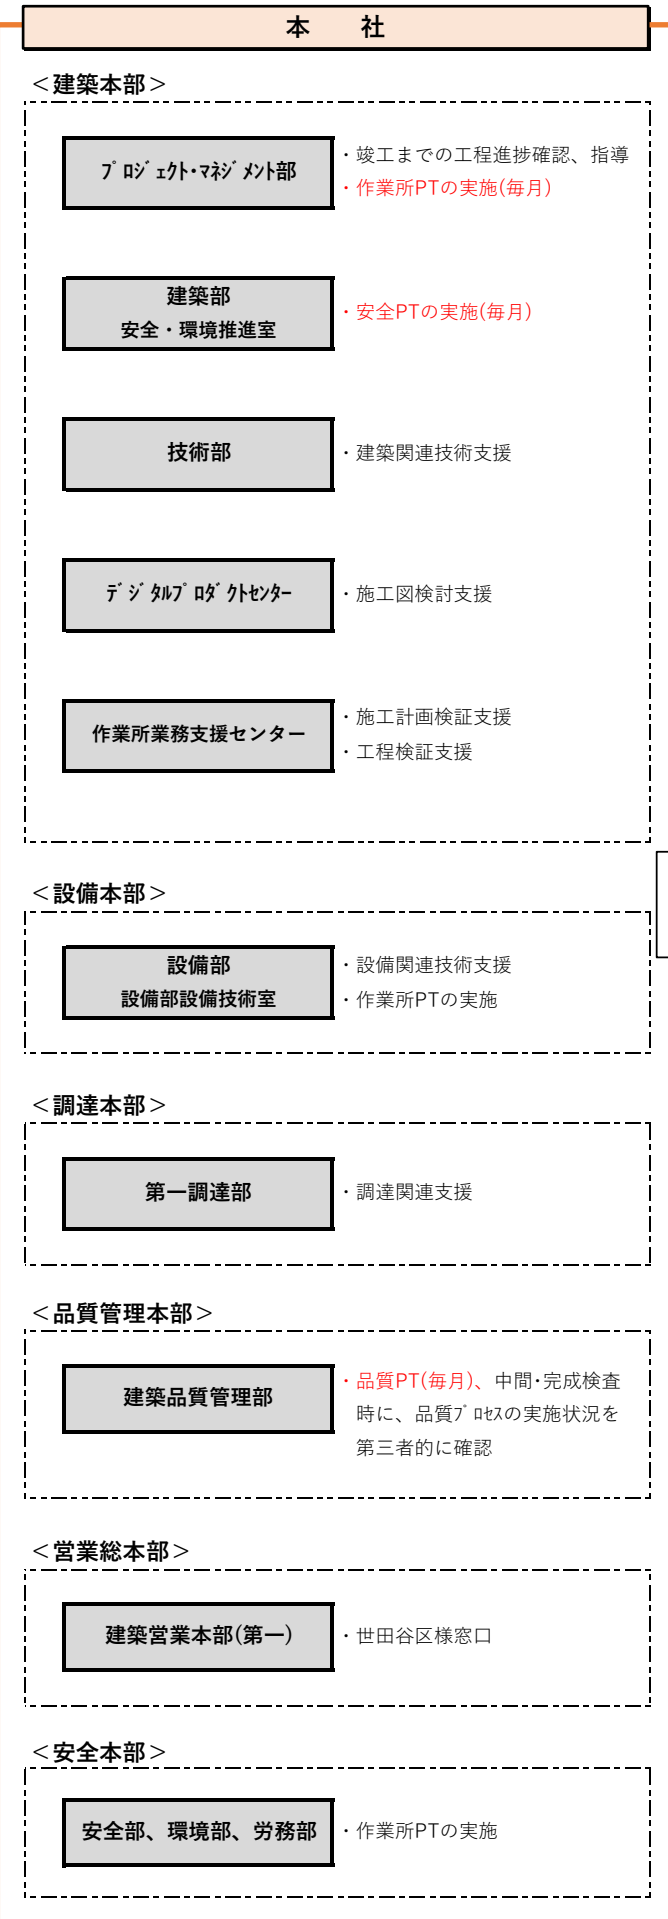 本　社
＜建築本部＞
ﾌﾟﾛｼﾞｪｸﾄ･ﾏﾈｼﾞﾒﾝﾄ部
・竣工までの工程進捗確認、指導
・作業所PTの実施(毎月)
建築部
安全・環境推進室
・安全PTの実施(毎月)
技術部
・建築関連技術支援
ﾃﾞｼﾞﾀﾙﾌﾟﾛﾀﾞｸﾄｾﾝﾀｰ
・施工図検討支援
作業所業務支援センター
・施工計画検証支援
・工程検証支援
＜設備本部＞
設備部
設備部設備技術室
・設備関連技術支援
・作業所PTの実施
＜調達本部＞
第一調達部
・調達関連支援
＜品質管理本部＞
建築品質管理部
・品質PT(毎月)、中間･完成検査
時に、品質ﾌﾟﾛｾｽの実施状況を
第三者的に確認
＜営業総本部＞
建築営業本部(第一)
・世田谷区様窓口
＜安全本部＞
安全部、環境部、労務部
・作業所PTの実施